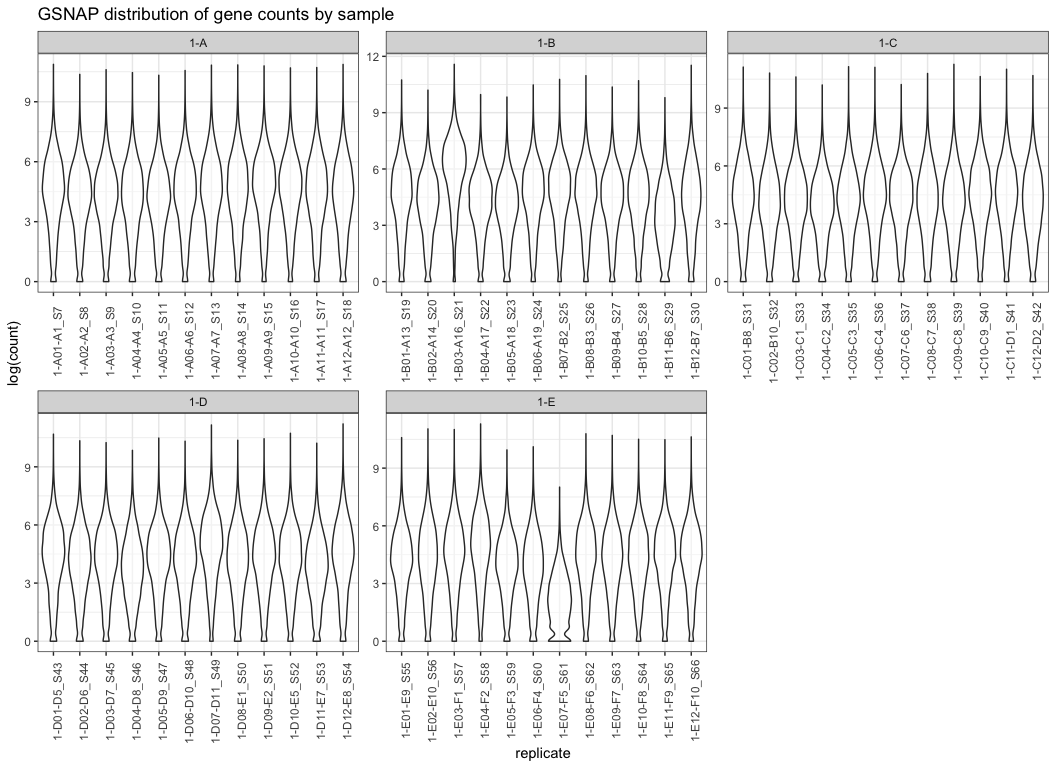 GSNAP distribution of gene counts by sample
1-A
1-B
1-C
9
6
3
0
12
9
6
3
0
9
6
3
0
1-A01-A1_S7
1-A02-A2_S8
1-A03-A3_S9
1-A04-A4_S10
1-A05-A5_S11
1-A06-A6_S12
1-A07-A7_S13
1-A08-A8_S14
1-A09-A9_S15
1-A10-A10_S16
1-A11-A11_S17
1-A12-A12_S18
1-B01-A13_S19
1-B02-A14_S20
1-B03-A16_S21
1-B04-A17_S22
1-B05-A18_S23
1-B06-A19_S24
1-B07-B2_S25
1-B08-B3_S26
1-B09-B4_S27
1-B10-B5_S28
1-B11-B6_S29
1-B12-B7_S30
1-C01-B8_S31
1-C02-B10_S32
1-C03-C1_S33
1-C04-C2_S34
1-C05-C3_S35
1-C06-C4_S36
1-C07-C6_S37
1-C08-C7_S38
1-C09-C8_S39
1-C10-C9_S40
1-C11-D1_S41
1-C12-D2_S42
log(count)
1-D
1-E
9
6
3
0
9
6
3
0
1-D01-D5_S43
1-D02-D6_S44
1-D03-D7_S45
1-D04-D8_S46
1-D05-D9_S47
1-D06-D10_S48
1-D07-D11_S49
1-D08-E1_S50
1-D09-E2_S51
1-D10-E5_S52
1-D11-E7_S53
1-D12-E8_S54
1-E01-E9_S55
1-E02-E10_S56
1-E03-F1_S57
1-E04-F2_S58
1-E05-F3_S59
1-E06-F4_S60
1-E07-F5_S61
1-E08-F6_S62
1-E09-F7_S63
1-E10-F8_S64
1-E11-F9_S65
1-E12-F10_S66
replicate